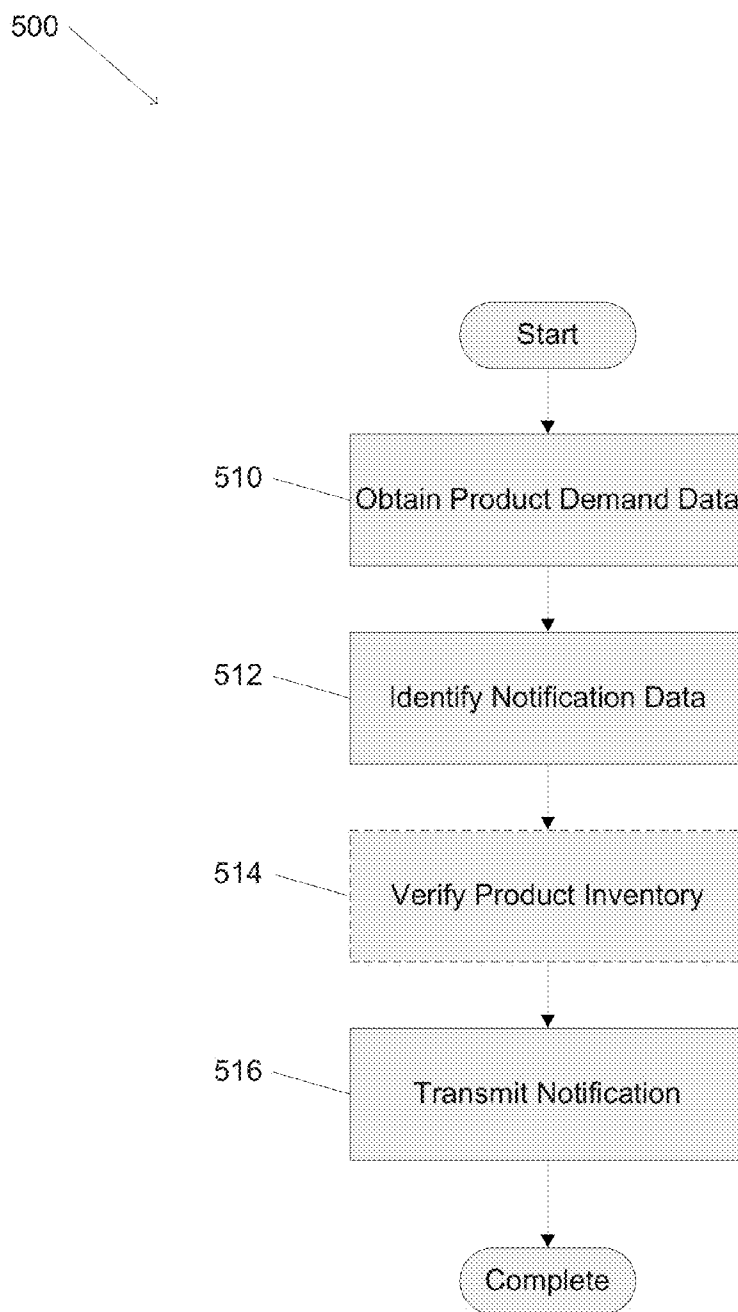 500
Start
510
Obtain Product Demand Data
512
Identify Notification Data
514
Verify Product Inventory
516
Transmit Notification
Complete